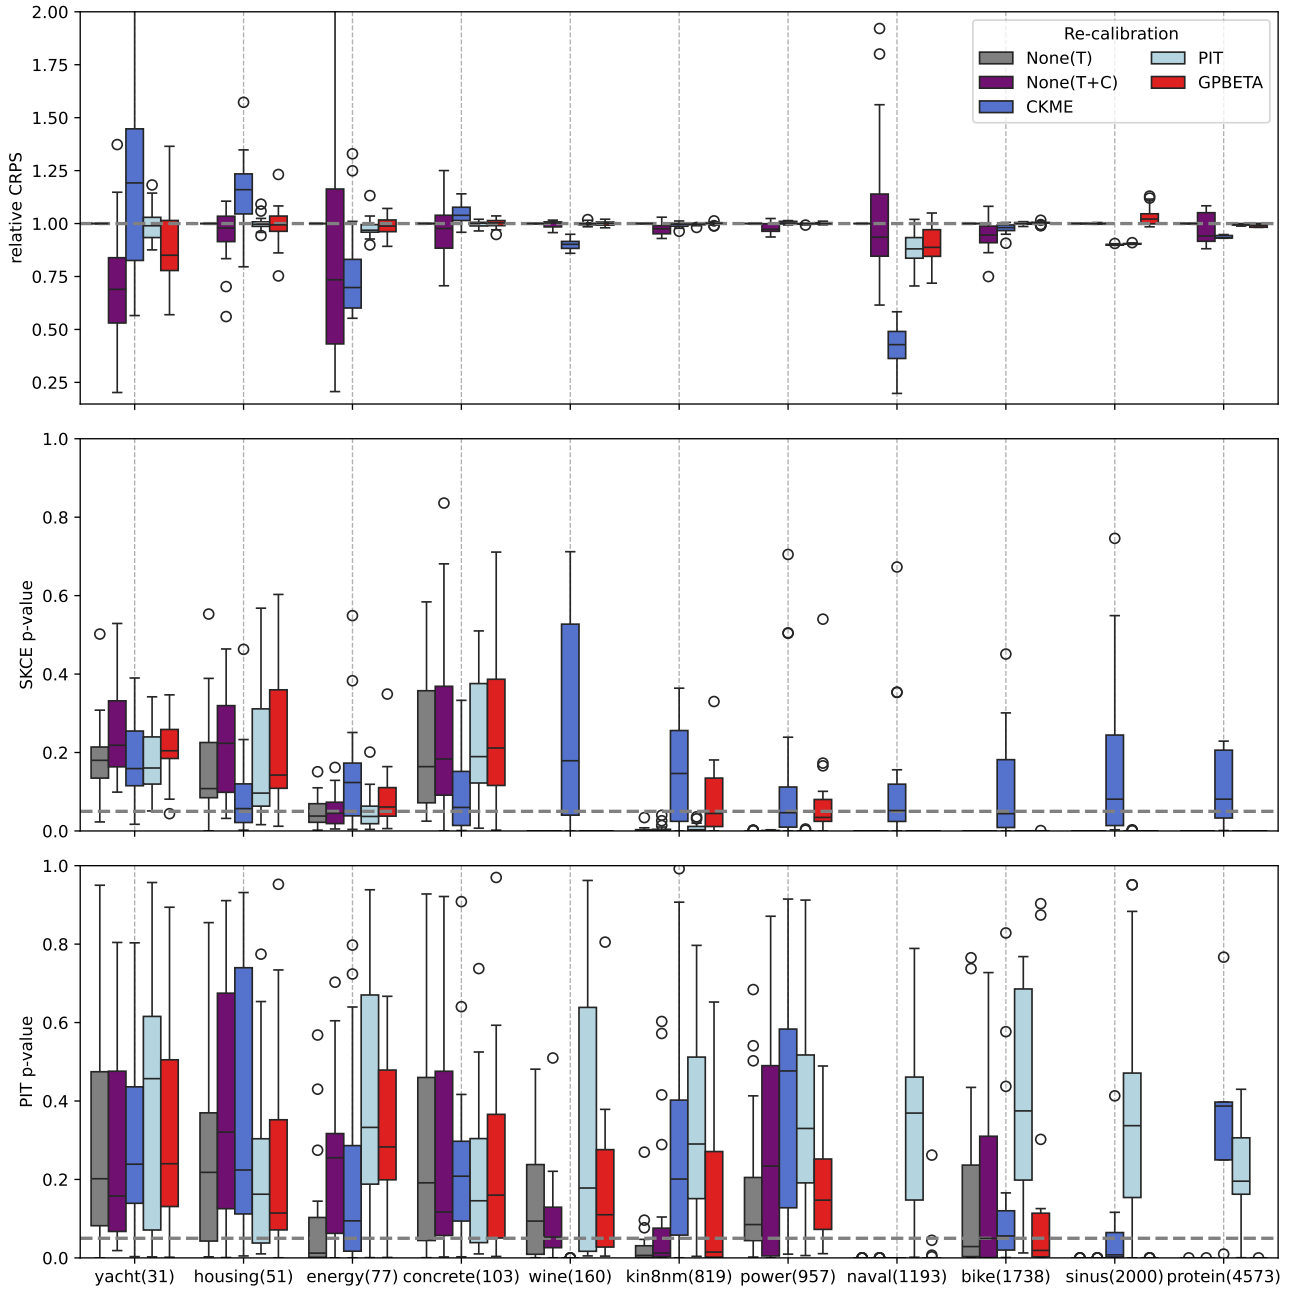 relative CRPS
2.00
1.75
1.50
1.25
1.00
0.75
0.50
0.25
Re-calibration
None(T)
None(T+C)
CKME
PIT
GPBETA
SKCE p-value
1.0
0.8
0.6
0.4
0.2
0.0
PIT p-value
1.0
0.8
0.6
0.4
0.2
0.0
yacht(31) housing(51) energy(77) concrete(103) wine(160) kin8nm(819) power(957) naval(1193) bike(1738) sinus(2000) protein(4573)